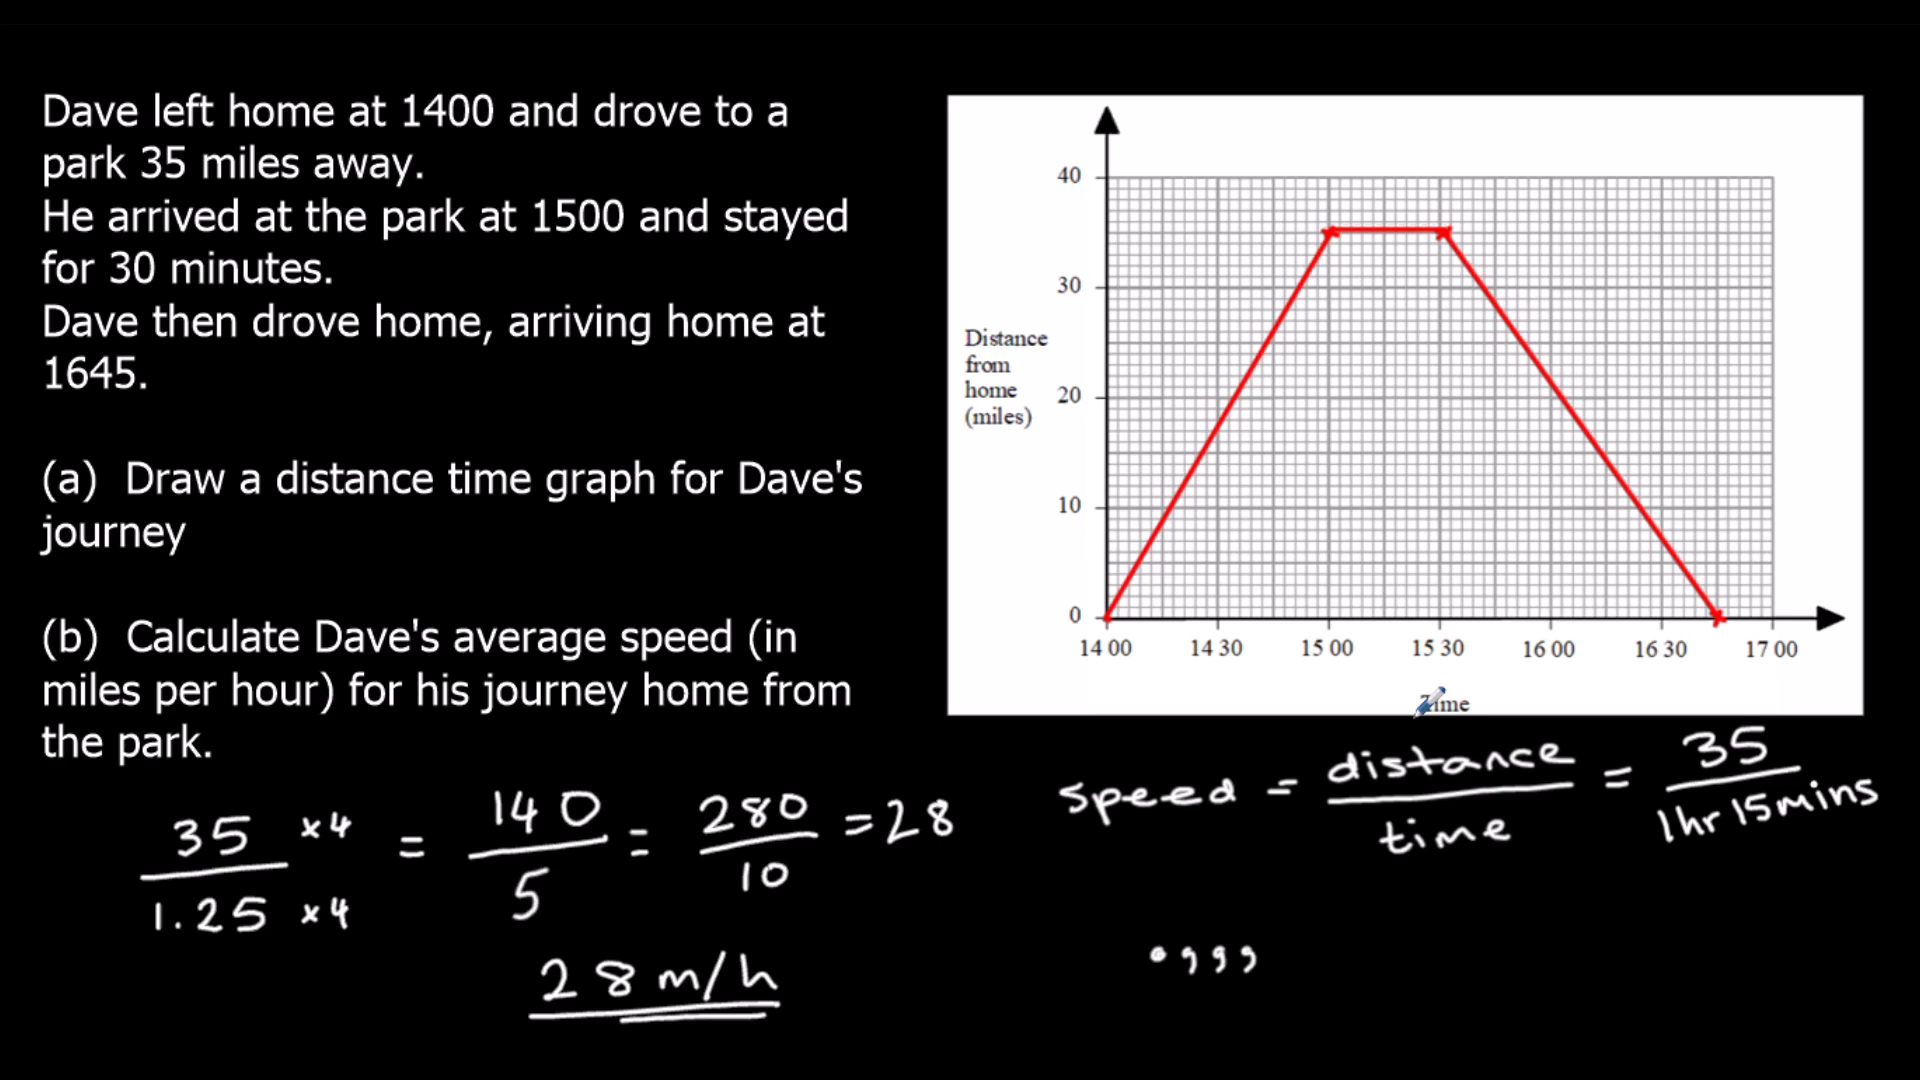 Dave left home at 1400 and drove to a
park 35 miles away.
He arrived at the park at 1500 and stayed
for 30 minutes.
Dave then drove home, arriving home at
1645.
(a) Draw a distance time graph for Dave's
journey
(b) Calculate Dave's average speed (in
miles per hour) for his journey home from
the park.
40
30
20
10
0
Distance
from
home
(miles)
14 00 14 30 15 00 15 30 16 00 16 30 17 00
Time
speed = distance / time = 35 / 1hr 15mins
35 ×4 / 1.25 ×4 = 140 / 5 = 280 / 10 = 28
28 m/h